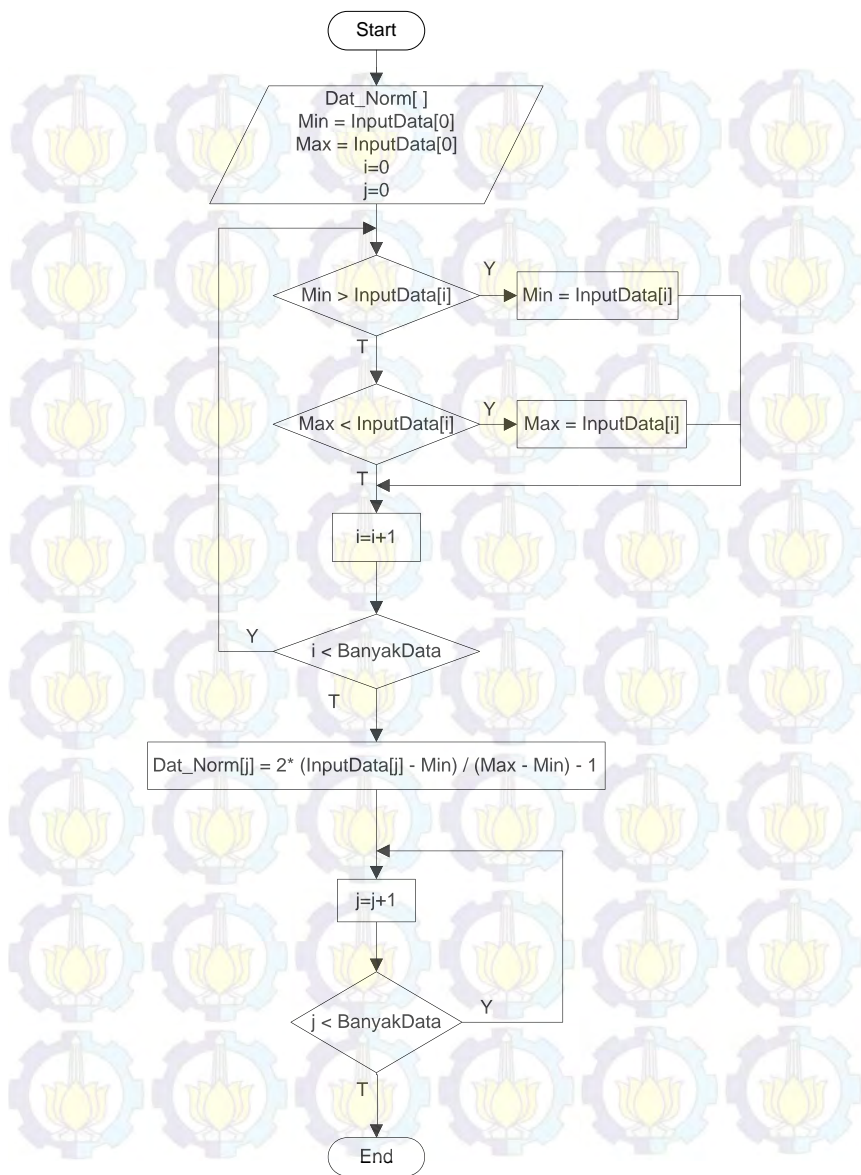 Start
Dat_Norm[ ]
Min = InputData[0]
Max = InputData[0]
i=0
j=0
Min > InputData[i]
Y
Min = InputData[i]
T
Max < InputData[i]
Y
Max = InputData[i]
T
i=i+1
Y
i < BanyakData
T
Dat_Norm[j] = 2* (InputData[j] - Min) / (Max - Min) - 1
j=j+1
j < BanyakData
Y
T
End